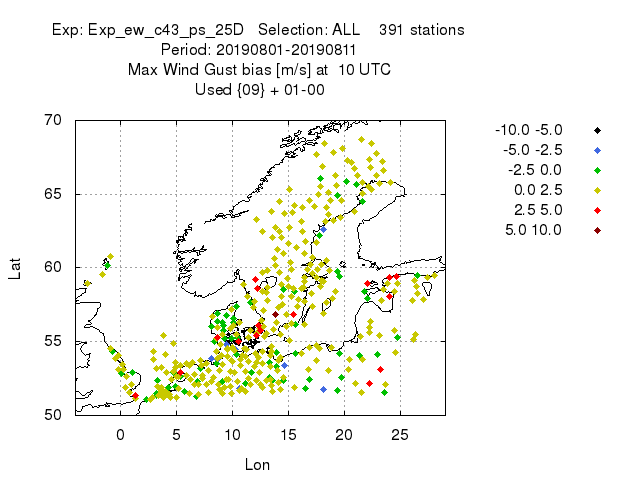 Exp: Exp_ew_c43_ps_25D Selection: ALL 391 stations
Period: 20190801-20190811
Max Wind Gust bias [m/s] at 10 UTC
Used {09} + 01-00
70
65
60
55
50
Lat
0 5 10 15 20 25
Lon
-10.0 -5.0
-5.0 -2.5
-2.5 0.0
0.0 2.5
2.5 5.0
5.0 10.0